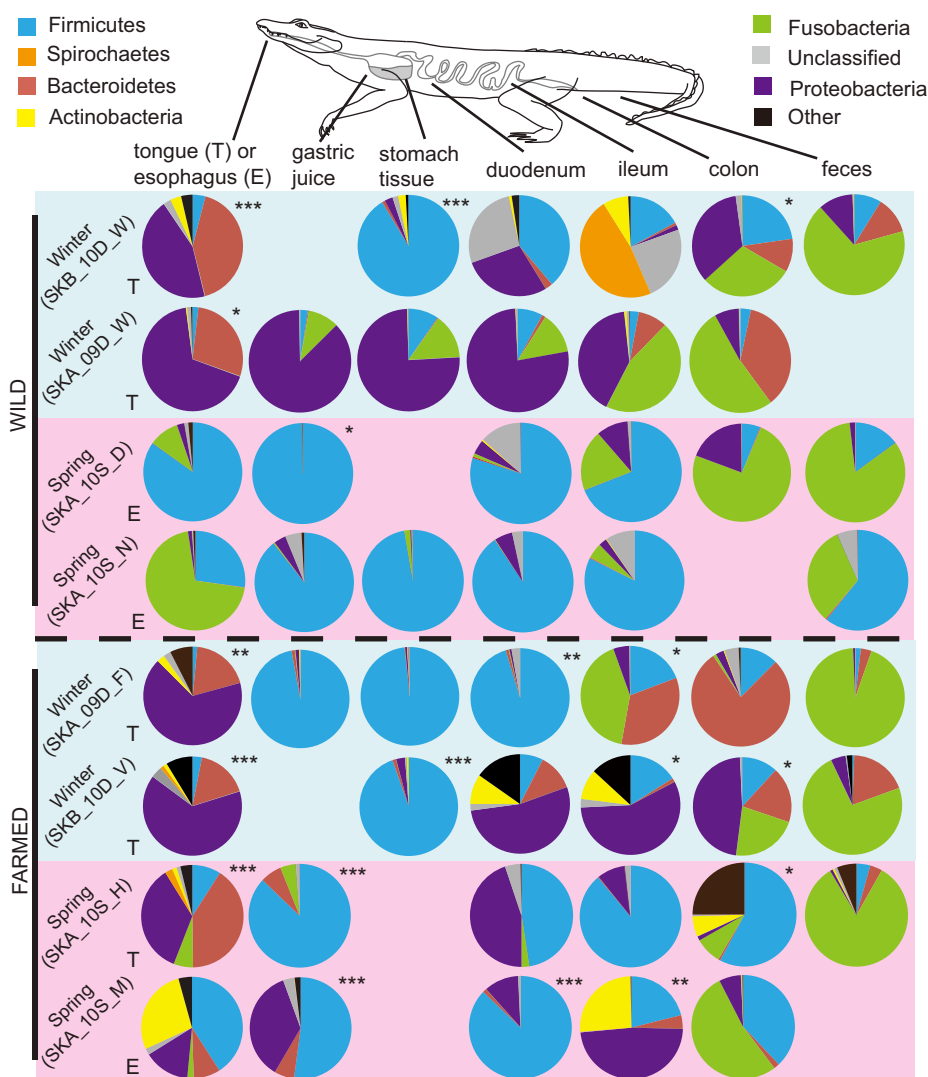 Firmicutes
Spirochaetes
Bacteroidetes
Actinobacteria
Fusobacteria
Unclassified
Proteobacteria
Other
tongue (T) or
esophagus (E)
gastric
juice
stomach
tissue
duodenum
ileum
colon
feces
WILD
Winter
(SKB_10D_W)
T
***
***
*
Winter
(SKA_09D_W)
T
*
Spring
(SKA_10S_D)
E
*
Spring
(SKA_10S_N)
E
FARMED
Winter
(SKA_09D_F)
T
**
**
*
Winter
(SKB_10D_V)
T
***
***
*
*
Spring
(SKA_10S_H)
T
***
***
*
Spring
(SKA_10S_M)
E
***
***
**